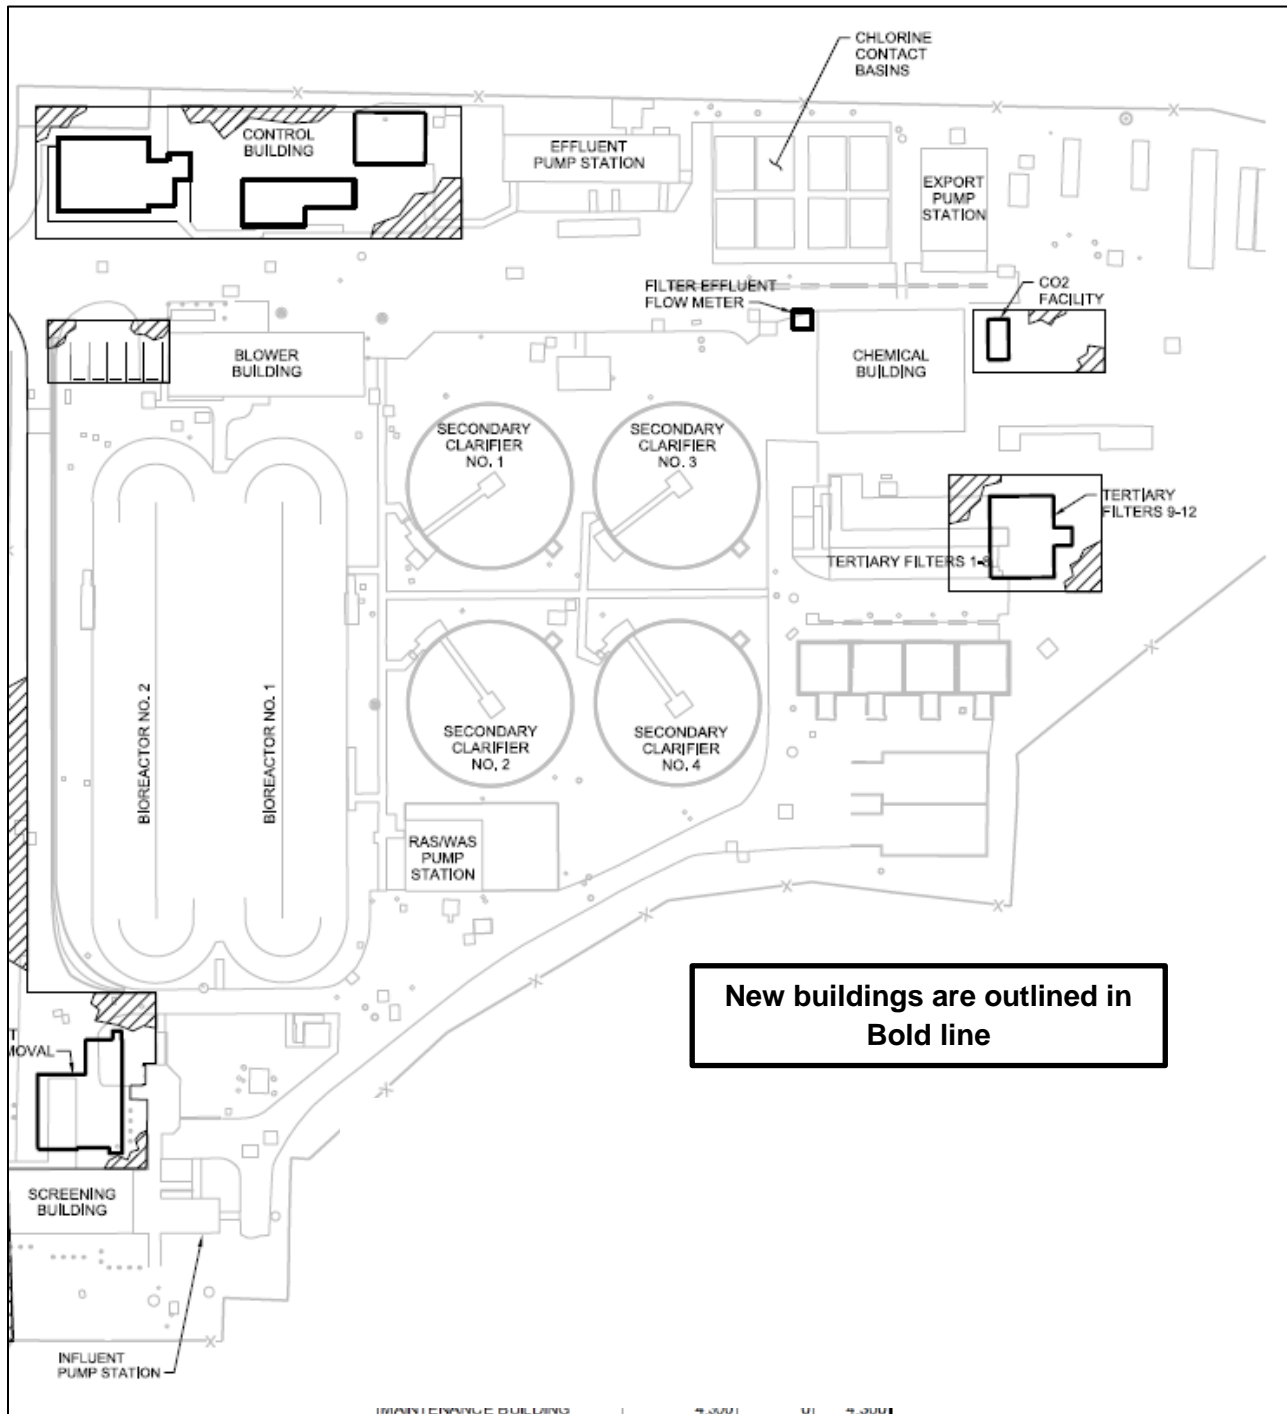 CHLORINE
CONTACT
BASINS
CONTROL
BUILDING
EFFLUENT
PUMP STATION
EXPORT
PUMP
STATION
FILTER EFFLUENT
FLOW METER
CO2
FACILITY
BLOWER
BUILDING
CHEMICAL
BUILDING
SECONDARY
CLARIFIER
NO. 1
SECONDARY
CLARIFIER
NO. 3
TERTIARY
FILTERS 9-12
TERTIARY FILTERS 1-8
BIOREACTOR NO. 2
BIOREACTOR NO. 1
SECONDARY
CLARIFIER
NO. 2
SECONDARY
CLARIFIER
NO. 4
RAS/WAS
PUMP
STATION
New buildings are outlined in
Bold line
T
MOVAL
SCREENING
BUILDING
INFLUENT
PUMP STATION
MAINTENANCE BUILDING